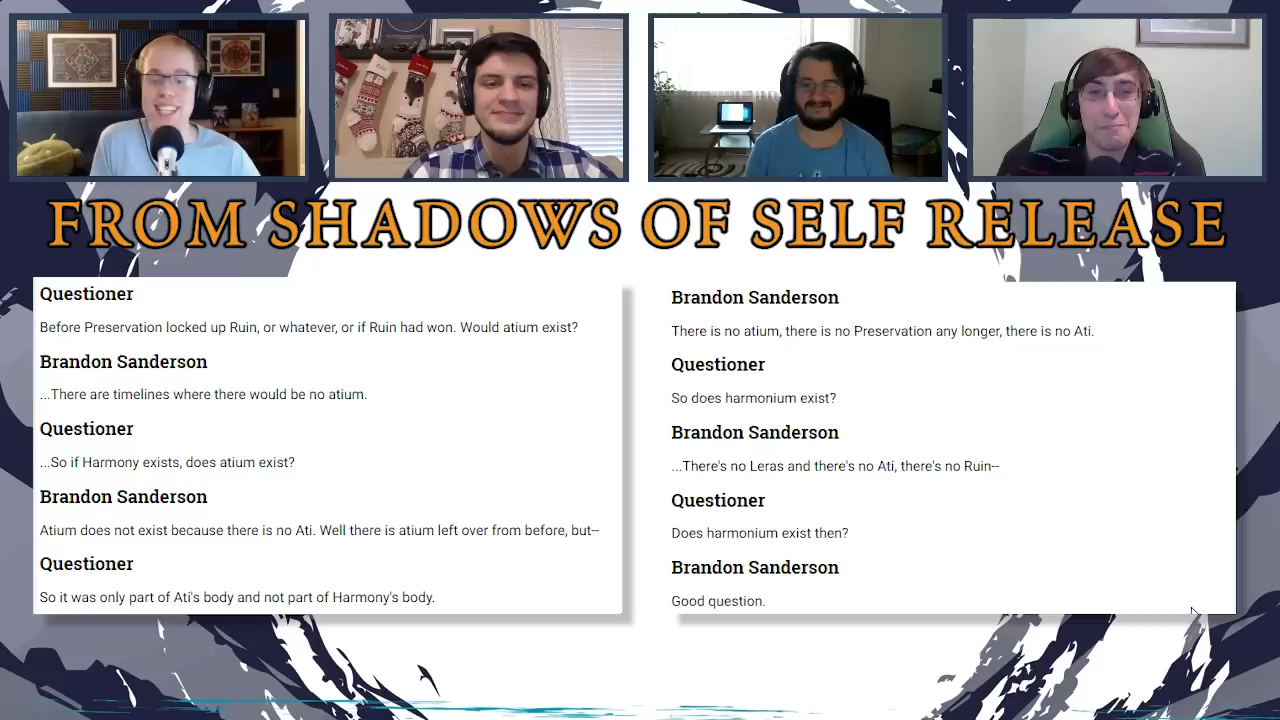 FROM SHADOWS OF SELF RELEASE
Questioner
Before Preservation locked up Ruin, or whatever, or if Ruin had won. Would atium exist?
Brandon Sanderson
...There are timelines where there would be no atium.
Questioner
...So if Harmony exists, does atium exist?
Brandon Sanderson
Atium does not exist because there is no Ati. Well there is atium left over from before, but--
Questioner
So it was only part of Ati's body and not part of Harmony's body.
Brandon Sanderson
There is no atium, there is no Preservation any longer, there is no Ati.
Questioner
So does harmonium exist?
Brandon Sanderson
...There's no Leras and there's no Ati, there's no Ruin--
Questioner
Does harmonium exist then?
Brandon Sanderson
Good question.